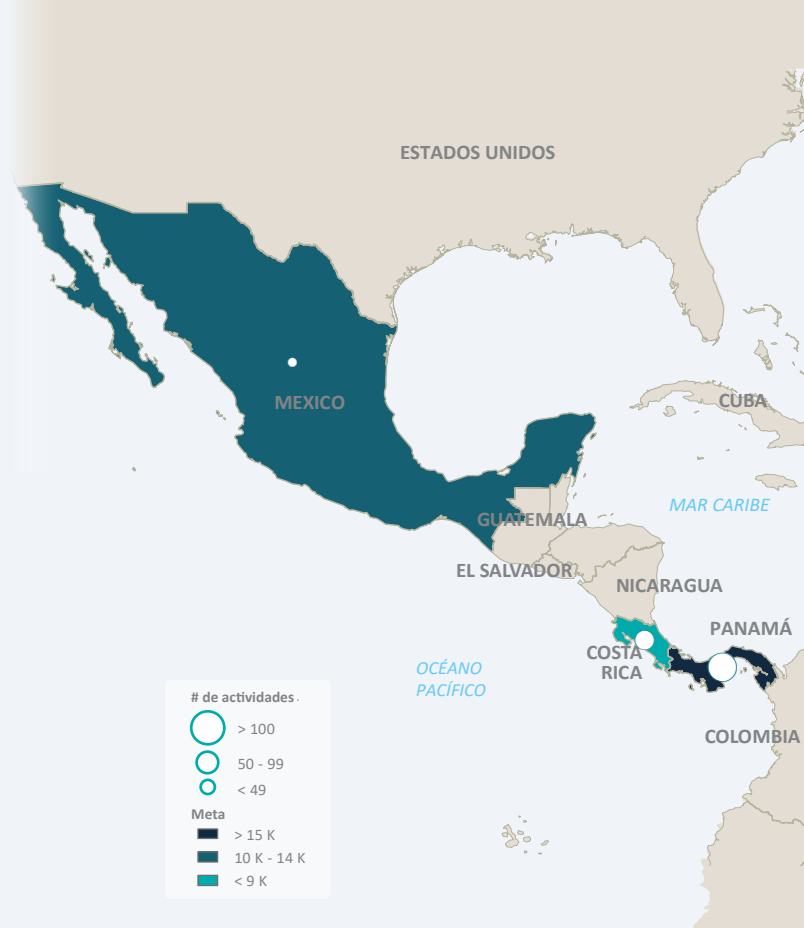 ESTADOS UNIDOS
MEXICO
CUBA
MAR CARIBE
GUATEMALA
EL SALVADOR
NICARAGUA
PANAMÁ
COSTA
RICA
OCÉANO
PACÍFICO
COLOMBIA
# de actividades.
> 100
50 - 99
< 49
Meta
> 15 K
10 K - 14 K
< 9 K